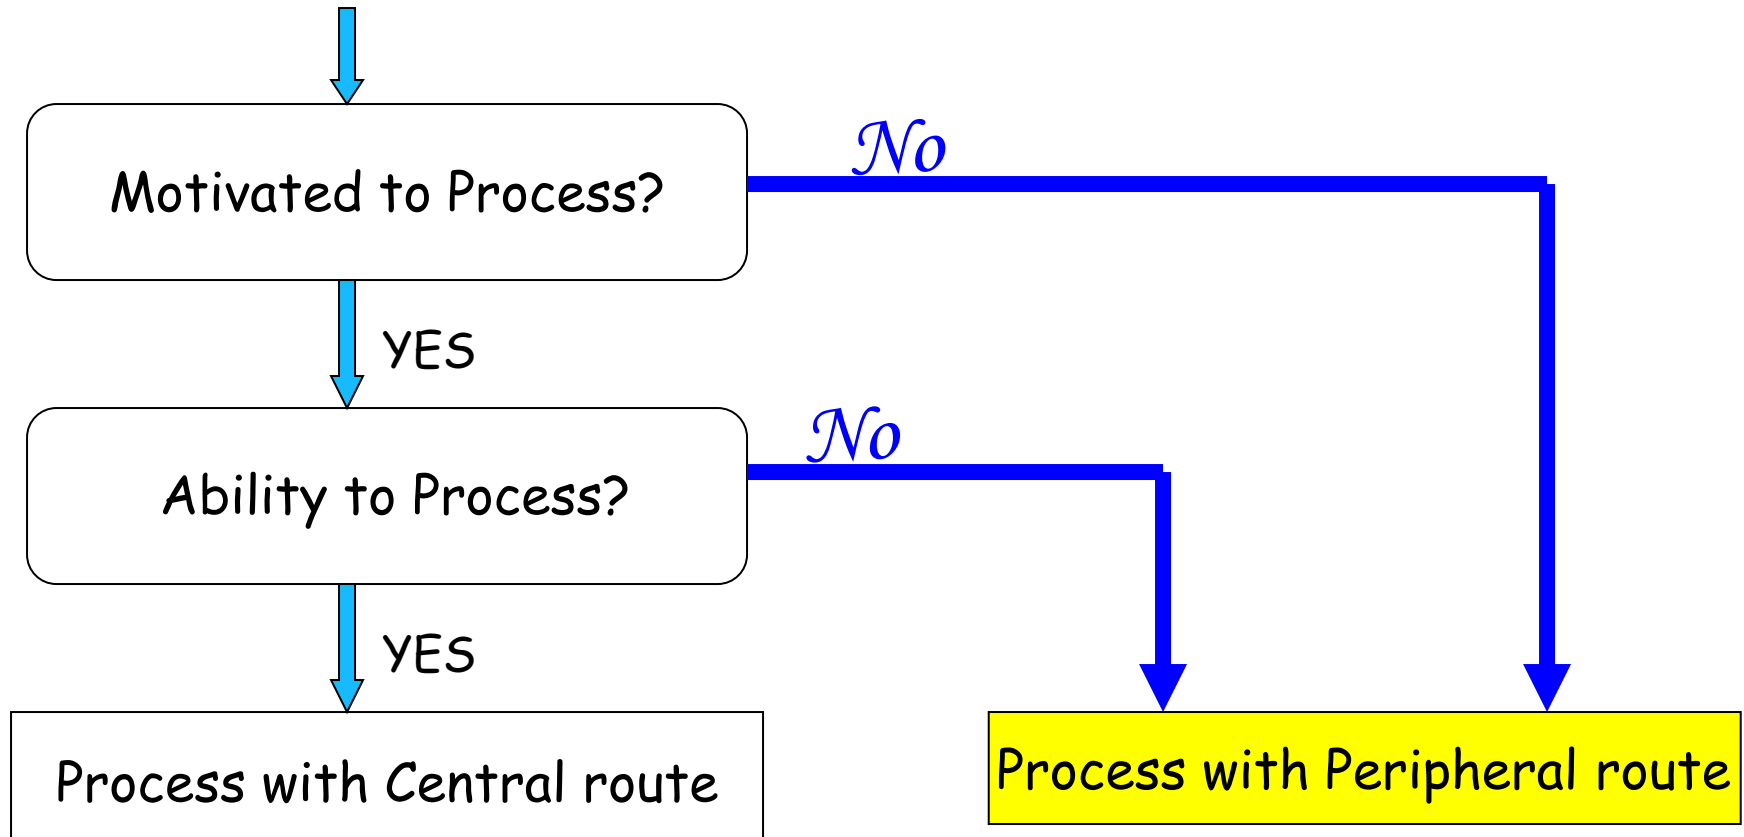 No
Motivated to Process?
YES
No
Ability to Process?
YES
Process with Central route
Process with Peripheral route